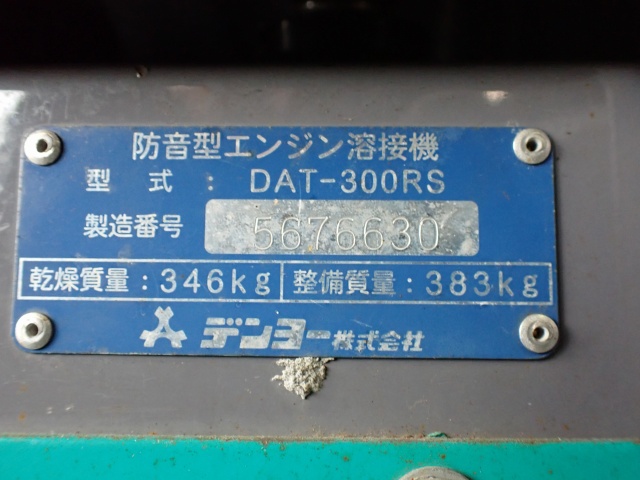 防音型エンジン溶接機
型 式 : DAT-300RS
製造番号 5676630
乾燥質量:346kg 整備質量:383kg
デンヨー株式会社